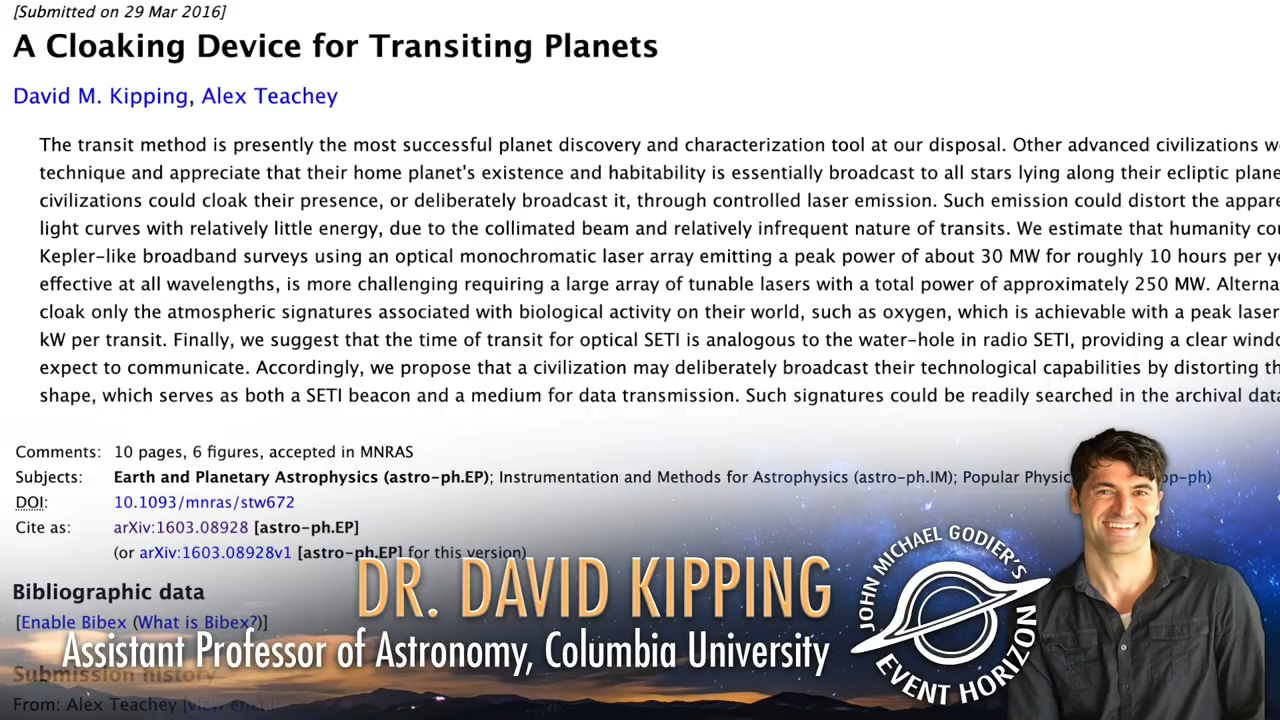 [Submitted on 29 Mar 2016]
A Cloaking Device for Transiting Planets
David M. Kipping, Alex Teachey
The transit method is presently the most successful planet discovery and characterization tool at our disposal. Other advanced civilizations
technique and appreciate that their home planet's existence and habitability is essentially broadcast to all stars lying along their ecliptic plane
civilizations could cloak their presence, or deliberately broadcast it, through controlled laser emission. Such emission could distort the
light curves with relatively little energy, due to the collimated beam and relatively infrequent nature of transits. We estimate that humanity
Kepler-like broadband surveys using an optical monochromatic laser array emitting a peak power of about 30 MW for roughly 10 hours per
effective at all wavelengths, is more challenging requiring a large array of tunable lasers with a total power of approximately 250 MW.
cloak only the atmospheric signatures associated with biological activity on their world, such as oxygen, which is achievable with a peak laser
kW per transit. Finally, we suggest that the time of transit for optical SETI is analogous to the water-hole in radio SETI, providing a clear
expect to communicate. Accordingly, we propose that a civilization may deliberately broadcast their technological capabilities by distorting
shape, which serves as both a SETI beacon and a medium for data transmission. Such signatures could be readily searched in the archival
Comments: 10 pages, 6 figures, accepted in MNRAS
Subjects: Earth and Planetary Astrophysics (astro-ph.EP); Instrumentation and Methods for Astrophysics (astro-ph.IM); Popular
DOI: 10.1093/mnras/stw672
Cite as: arXiv:1603.08928 [astro-ph.EP]
(or arXiv:1603.08928v1 [astro-ph.EP] for this version)
Bibliographic data
[Enable Bibex (What is Bibex?)]
Submission history
From: Alex Teachey [view email]
DR. DAVID KIPPING
Assistant Professor of Astronomy, Columbia University
JOHN MICHAEL GODIER'S
EVENT HORIZON